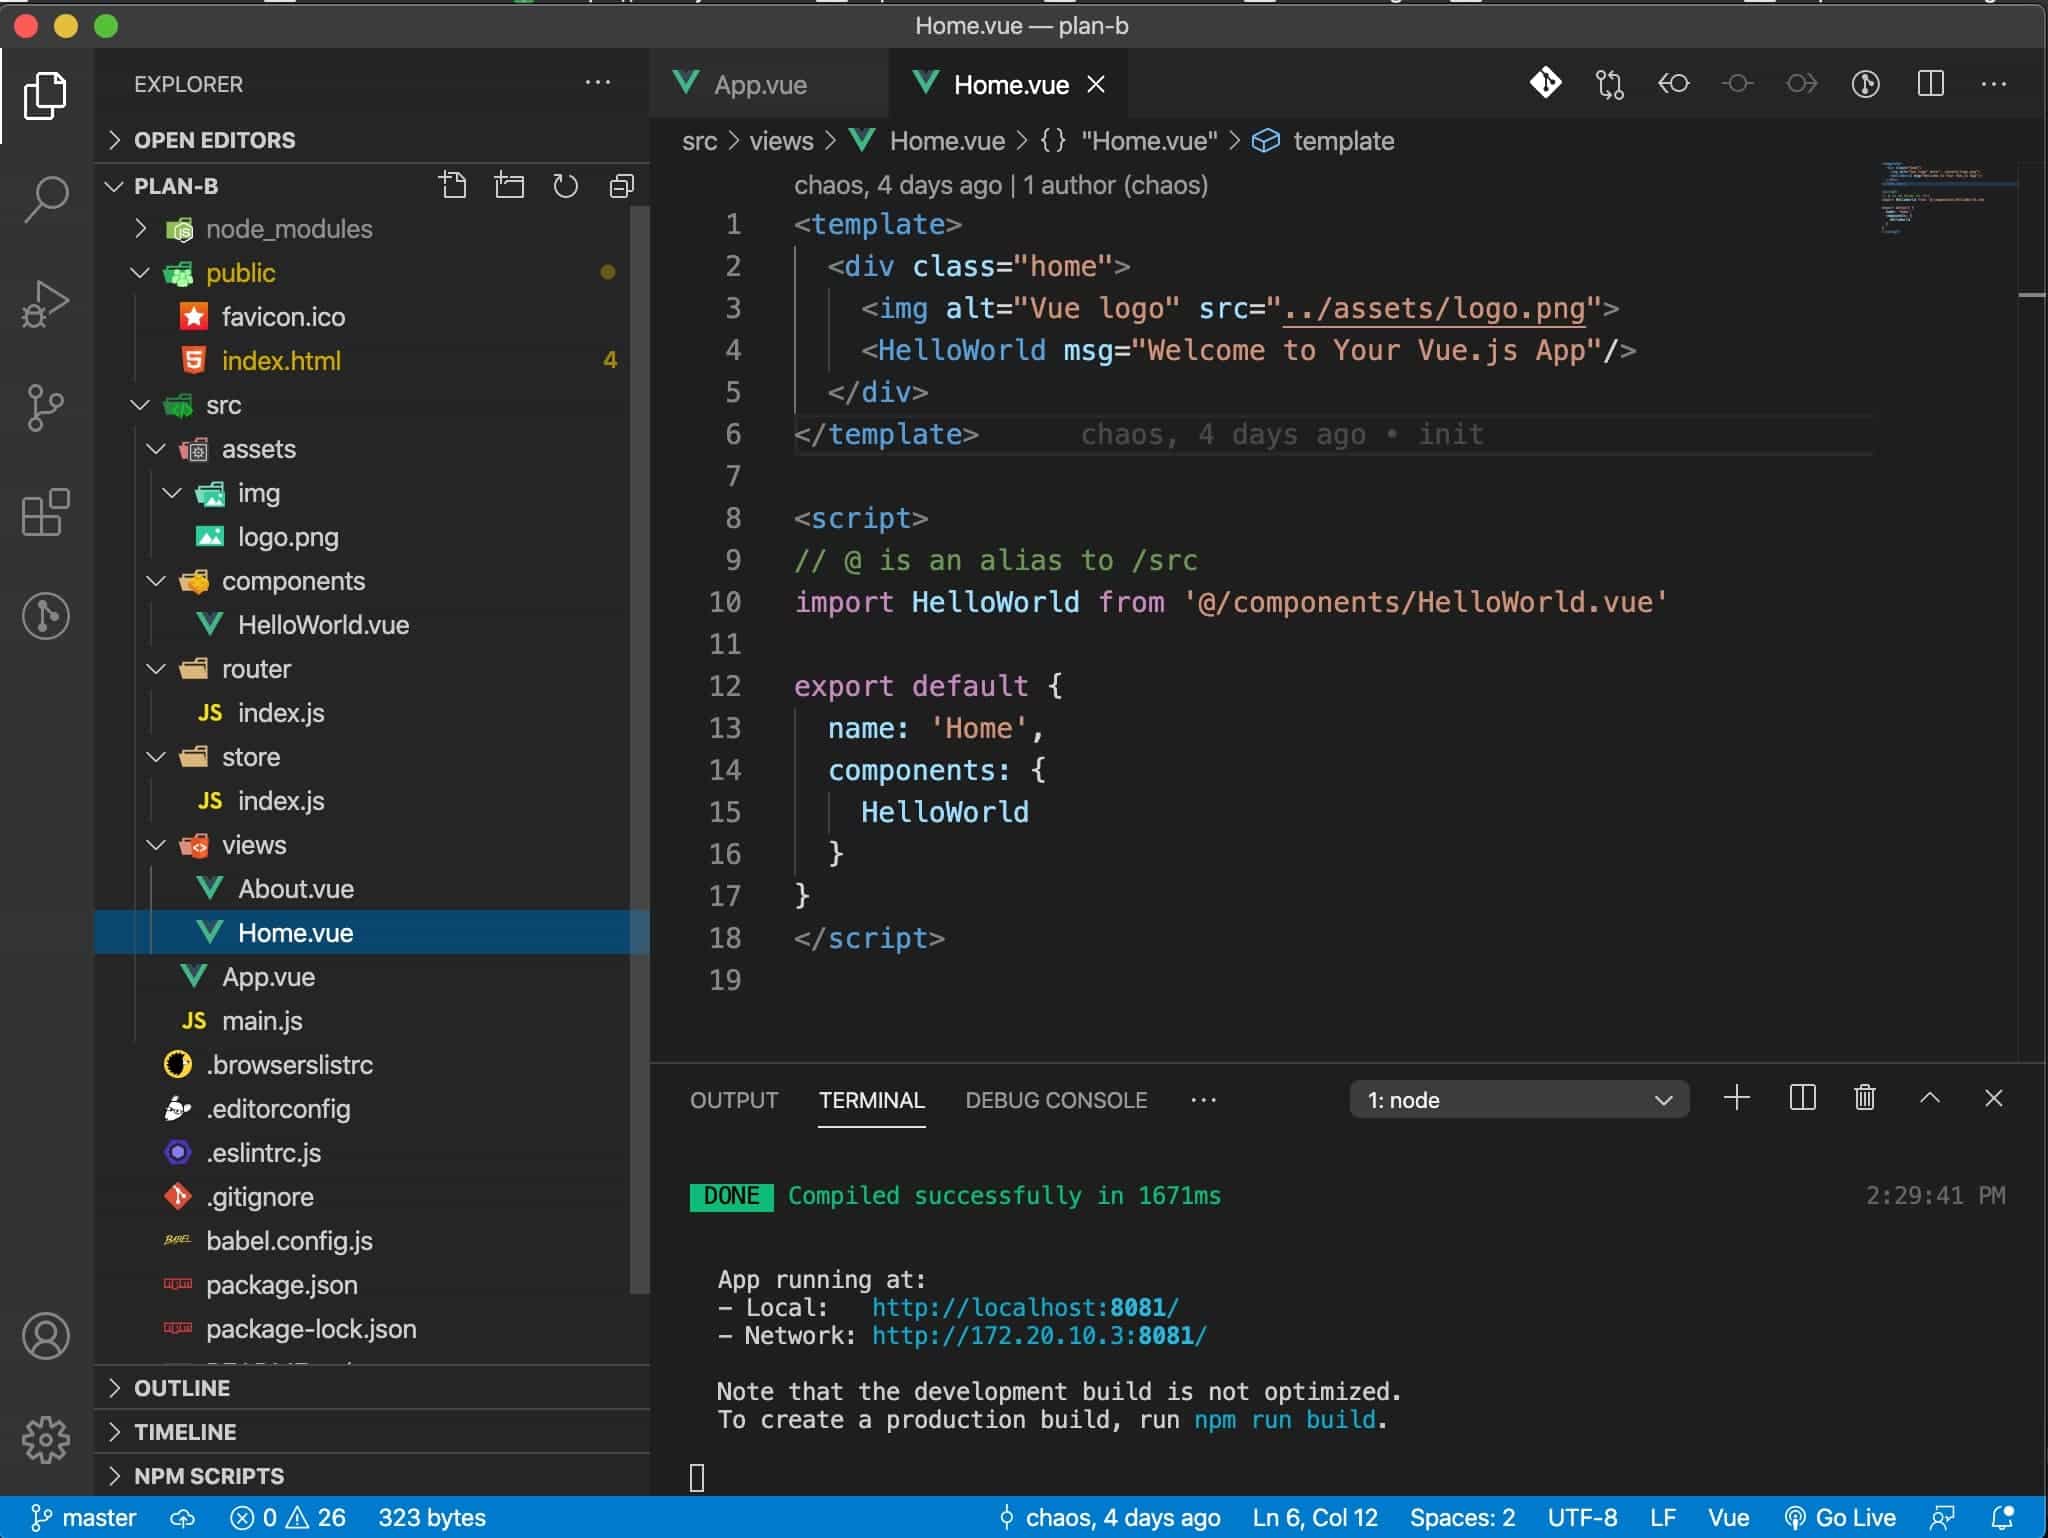 Home.vue — plan-b
EXPLORER
OPEN EDITORS
PLAN-B
node_modules
public
favicon.ico
index.html 4
src
assets
img
logo.png
components
HelloWorld.vue
router
JS index.js
store
JS index.js
views
About.vue
Home.vue
App.vue
JS main.js
.browserslistrc
.editorconfig
.eslintrc.js
.gitignore
BABEL babel.config.js
package.json
package-lock.json
OUTLINE
TIMELINE
NPM SCRIPTS
App.vue Home.vue
src > views > Home.vue > {} "Home.vue" > template
chaos, 4 days ago | 1 author (chaos)
1 <template>
2 <div class="home">
3 <img alt="Vue logo" src="../assets/logo.png">
4 <HelloWorld msg="Welcome to Your Vue.js App"/>
5 </div>
6 </template> chaos, 4 days ago • init
7
8 <script>
9 // @ is an alias to /src
10 import HelloWorld from '@/components/HelloWorld.vue'
11
12 export default {
13 name: 'Home',
14 components: {
15 HelloWorld
16 }
17 }
18 </script>
19
OUTPUT TERMINAL DEBUG CONSOLE ··· 1: node
DONE Compiled successfully in 1671ms 2:29:41 PM
App running at:
- Local: http://localhost:8081/
- Network: http://172.20.10.3:8081/
Note that the development build is not optimized.
To create a production build, run npm run build.
master 0 26 323 bytes chaos, 4 days ago Ln 6, Col 12 Spaces: 2 UTF-8 LF Vue Go Live